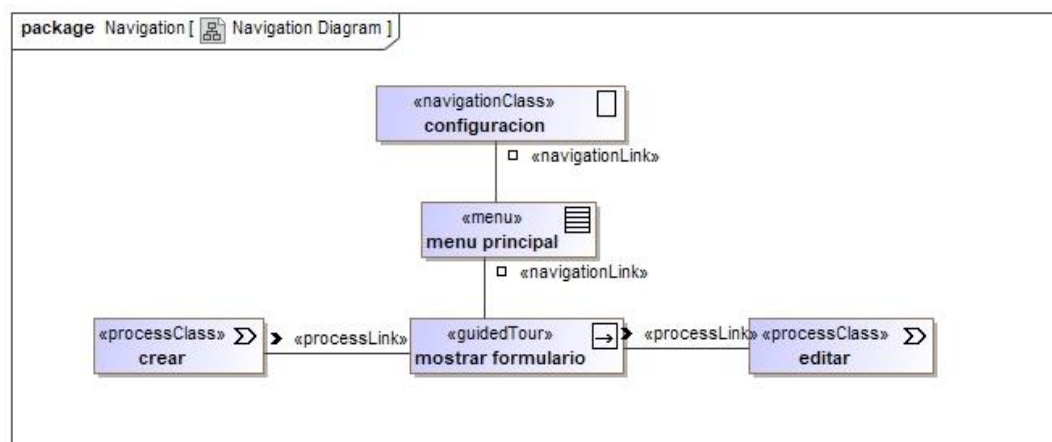 package Navigation [ Navigation Diagram ]
«navigationClass»
configuracion
«navigationLink»
«menu»
menu principal
«navigationLink»
«processClass»
crear
«processLink»
«guidedTour»
mostrar formulario
«processLink»
«processClass»
editar